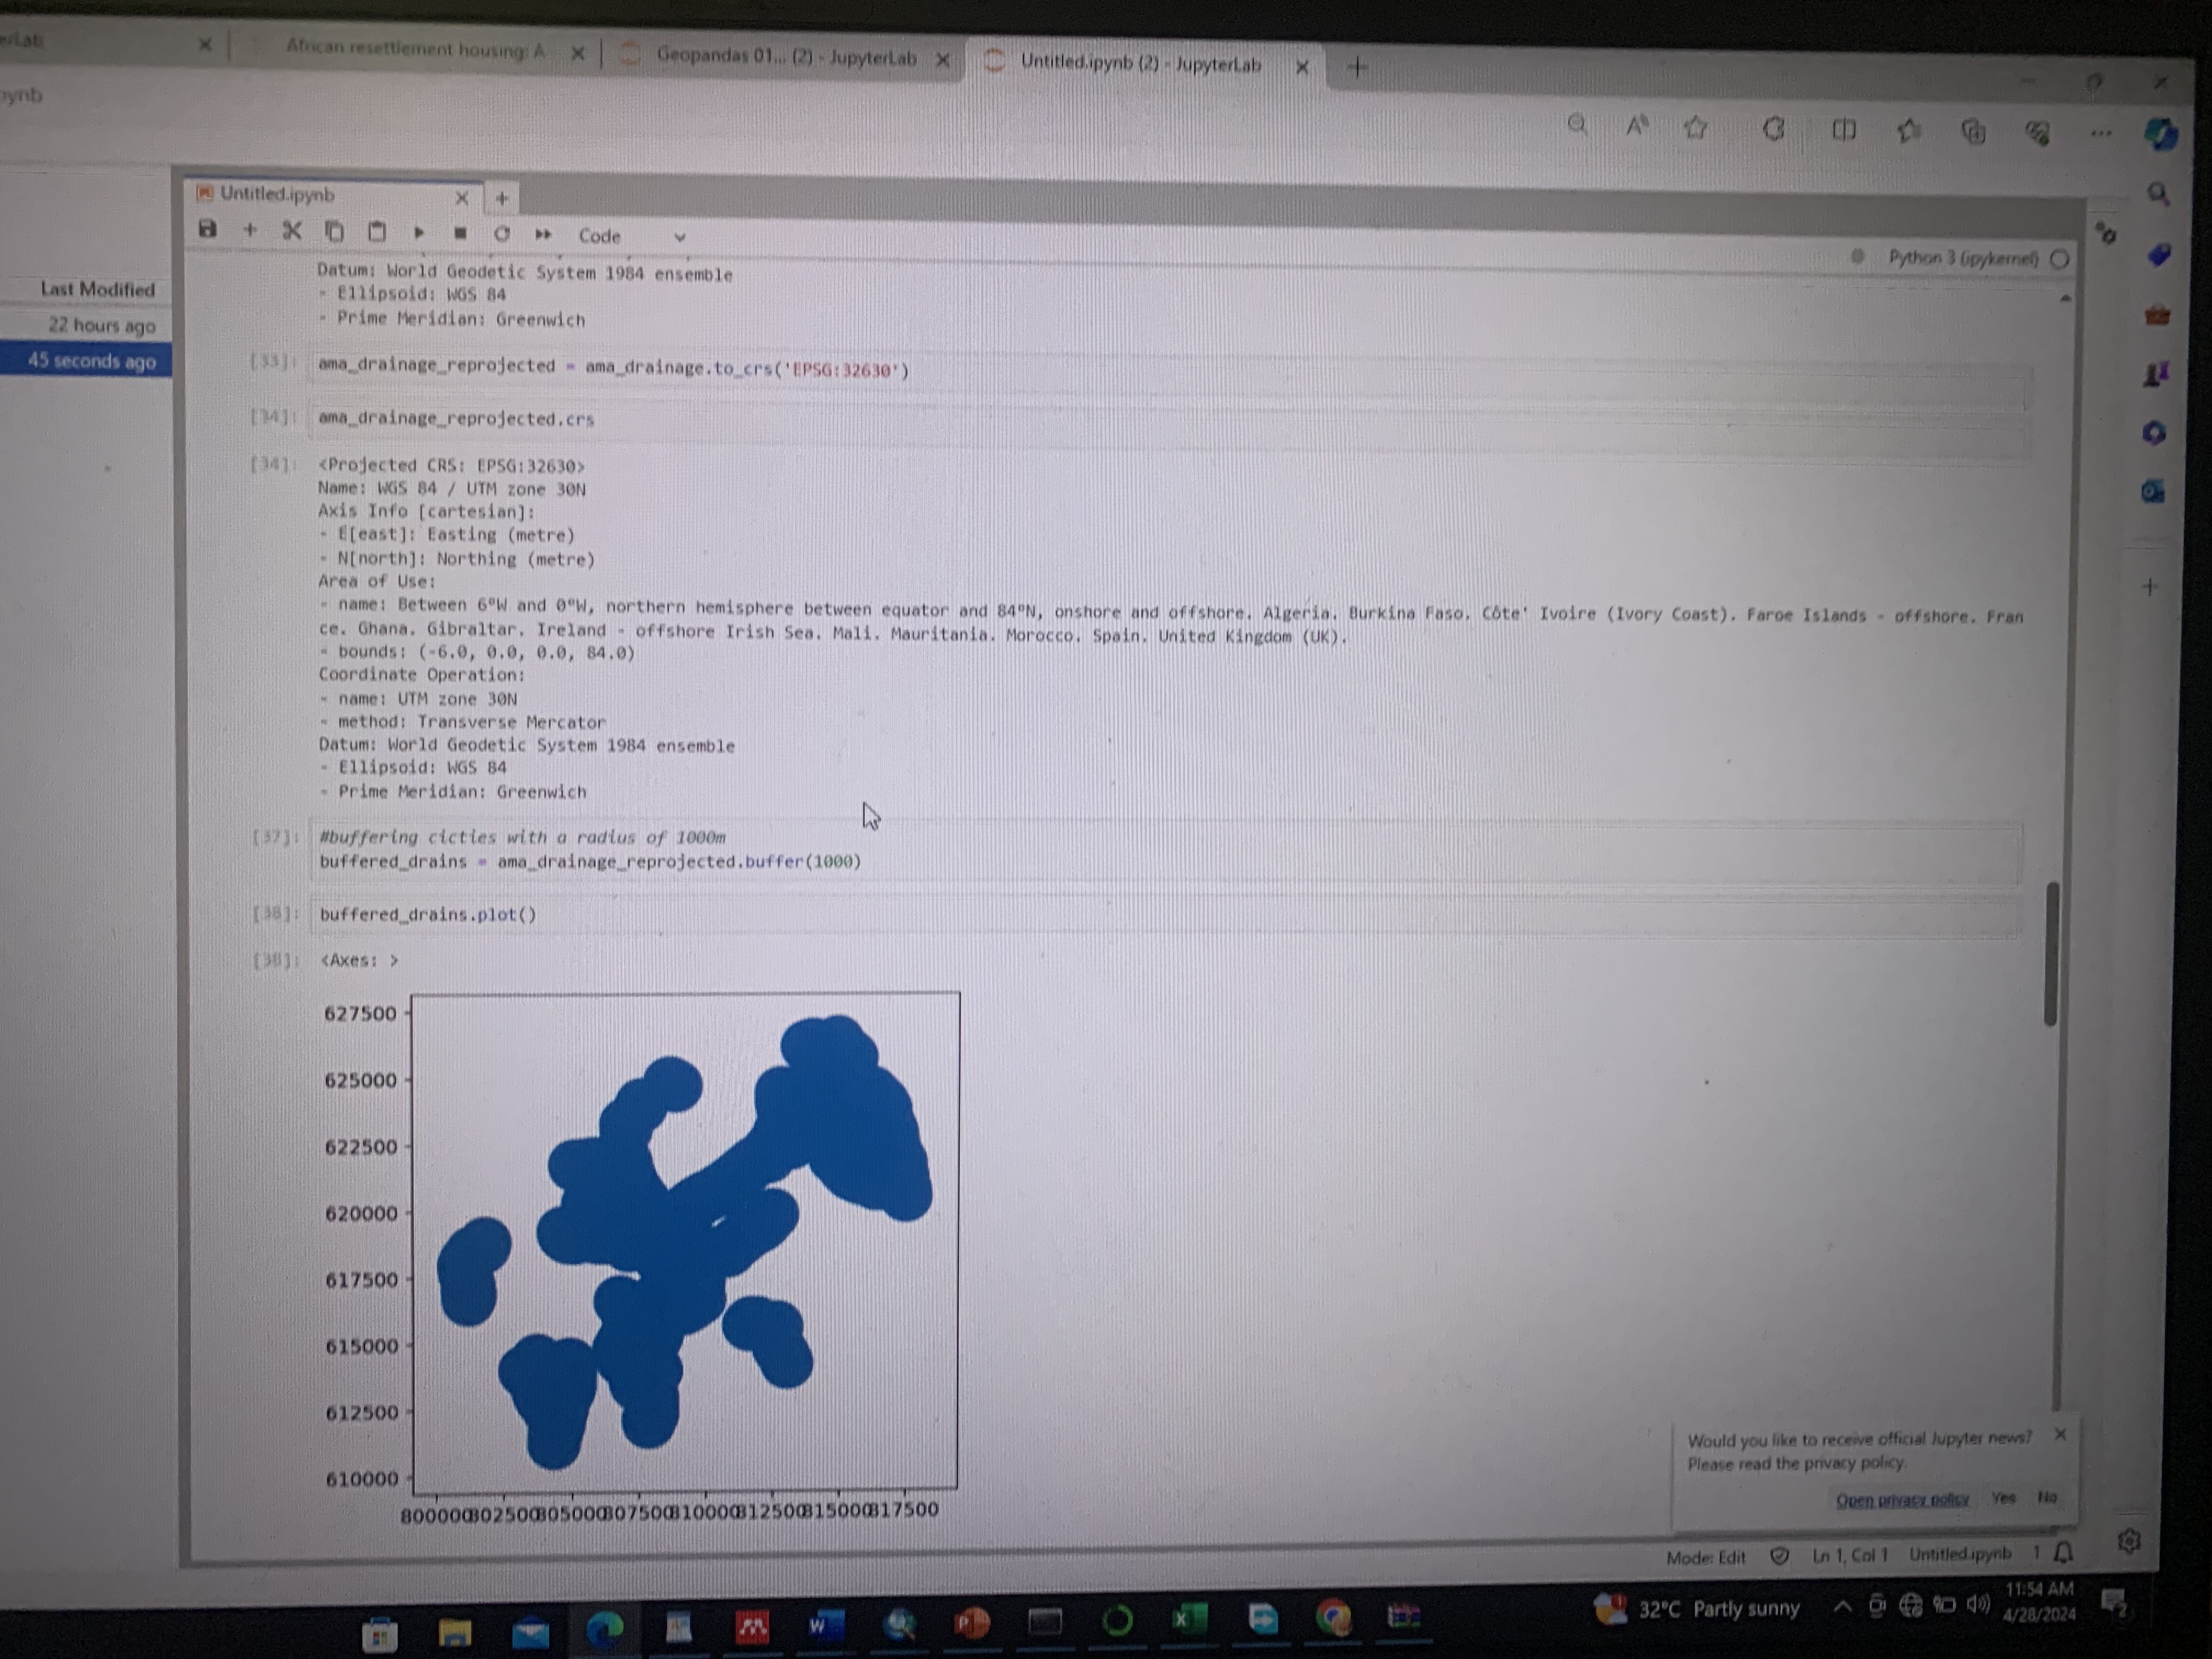 African resettlement housing: A
Geopandas 01... (2) - JupyterLab
Untitled.ipynb (2) - JupyterLab
Untitled.ipynb
Code
Python 3 (ipykernel)
Last Modified
22 hours ago
45 seconds ago
Datum: World Geodetic System 1984 ensemble
- Ellipsoid: WGS 84
- Prime Meridian: Greenwich
[33]: ama_drainage_reprojected = ama_drainage.to_crs('EPSG:32630')
[34]: ama_drainage_reprojected.crs
[34]: <Projected CRS: EPSG:32630>
Name: WGS 84 / UTM zone 30N
Axis Info [cartesian]:
- E[east]: Easting (metre)
- N[north]: Northing (metre)
Area of Use:
- name: Between 6°W and 0°W, northern hemisphere between equator and 84°N, onshore and offshore. Algeria. Burkina Faso. Côte' Ivoire (Ivory Coast). Faroe Islands - offshore. Fran
ce. Ghana. Gibraltar. Ireland - offshore Irish Sea. Mali. Mauritania. Morocco. Spain. United Kingdom (UK).
- bounds: (-6.0, 0.0, 0.0, 84.0)
Coordinate Operation:
- name: UTM zone 30N
- method: Transverse Mercator
Datum: World Geodetic System 1984 ensemble
- Ellipsoid: WGS 84
- Prime Meridian: Greenwich
[37]: #buffering cicties with a radius of 1000m
buffered_drains = ama_drainage_reprojected.buffer(1000)
[38]: buffered_drains.plot()
[38]: <Axes: >
627500
625000
622500
620000
617500
615000
612500
610000
800000 802500 805000 807500 810000 812500 815000 817500
Would you like to receive official Jupyter news?
Please read the privacy policy.
Open privacy policy Yes No
Mode: Edit Ln 1, Col 1 Untitled.ipynb 1
32°C Partly sunny
11:54 AM
4/28/2024